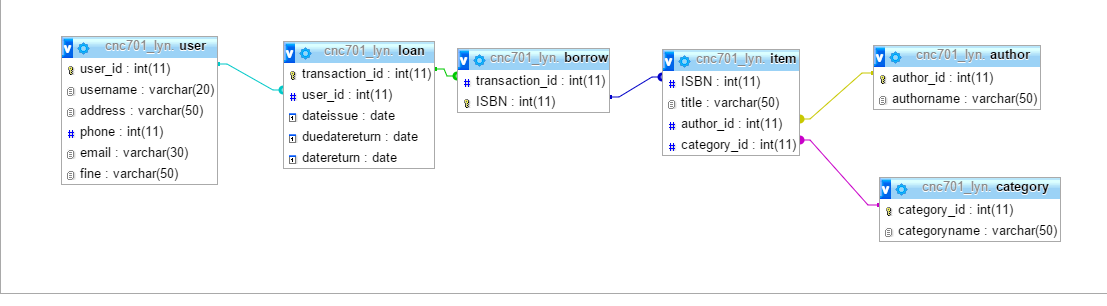 cnc701_lyn. user
user_id : int(11)
username : varchar(20)
address : varchar(50)
phone : int(11)
email : varchar(30)
fine : varchar(50)
cnc701_lyn. loan
transaction_id : int(11)
user_id : int(11)
dateissue : date
duedatereturn : date
datereturn : date
cnc701_lyn. borrow
transaction_id : int(11)
ISBN : int(11)
cnc701_lyn. item
ISBN : int(11)
title : varchar(50)
author_id : int(11)
category_id : int(11)
cnc701_lyn. author
author_id : int(11)
authorname : varchar(50)
cnc701_lyn. category
category_id : int(11)
categoryname : varchar(50)